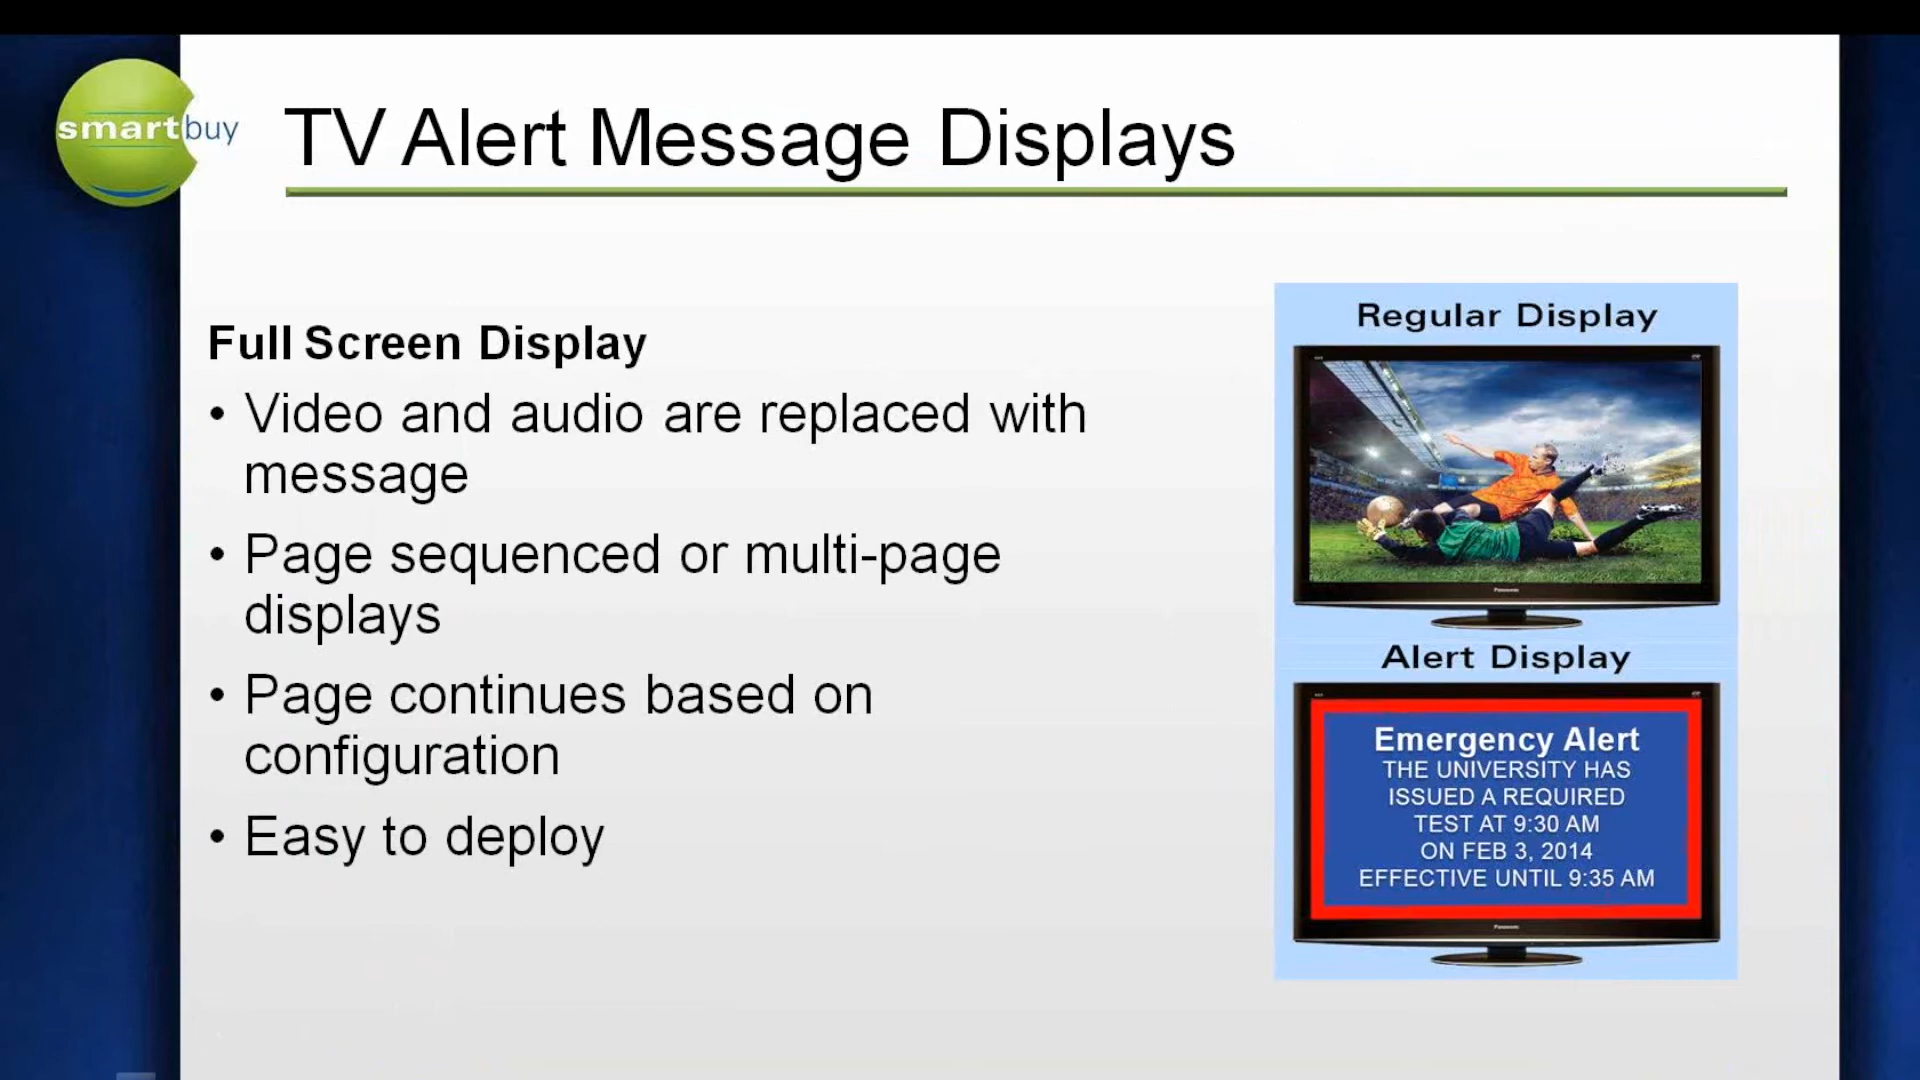 smartbuy
TV Alert Message Displays
Full Screen Display
• Video and audio are replaced with
message
• Page sequenced or multi-page
displays
• Page continues based on
configuration
• Easy to deploy
Regular Display
Panasonic
Alert Display
Emergency Alert
THE UNIVERSITY HAS
ISSUED A REQUIRED
TEST AT 9:30 AM
ON FEB 3, 2014
EFFECTIVE UNTIL 9:35 AM
Panasonic